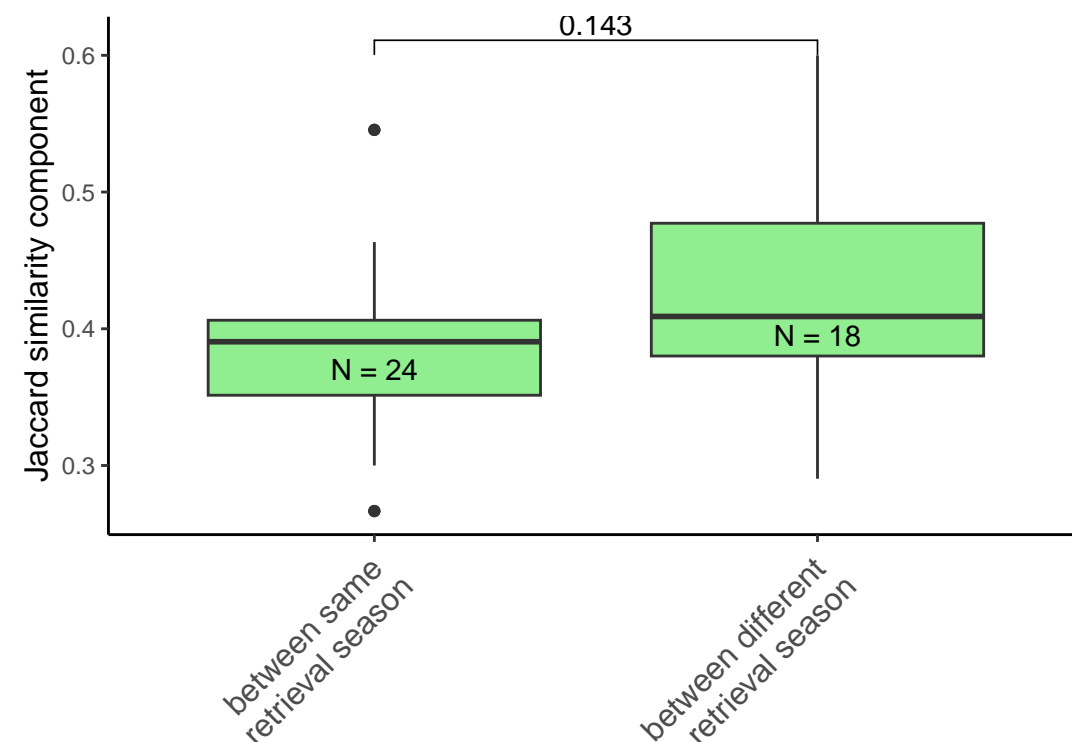 0.143
Jaccard similarity component
0.6
0.5
0.4
0.3
N = 24
N = 18
between same
retrieval season
between different
retrieval season